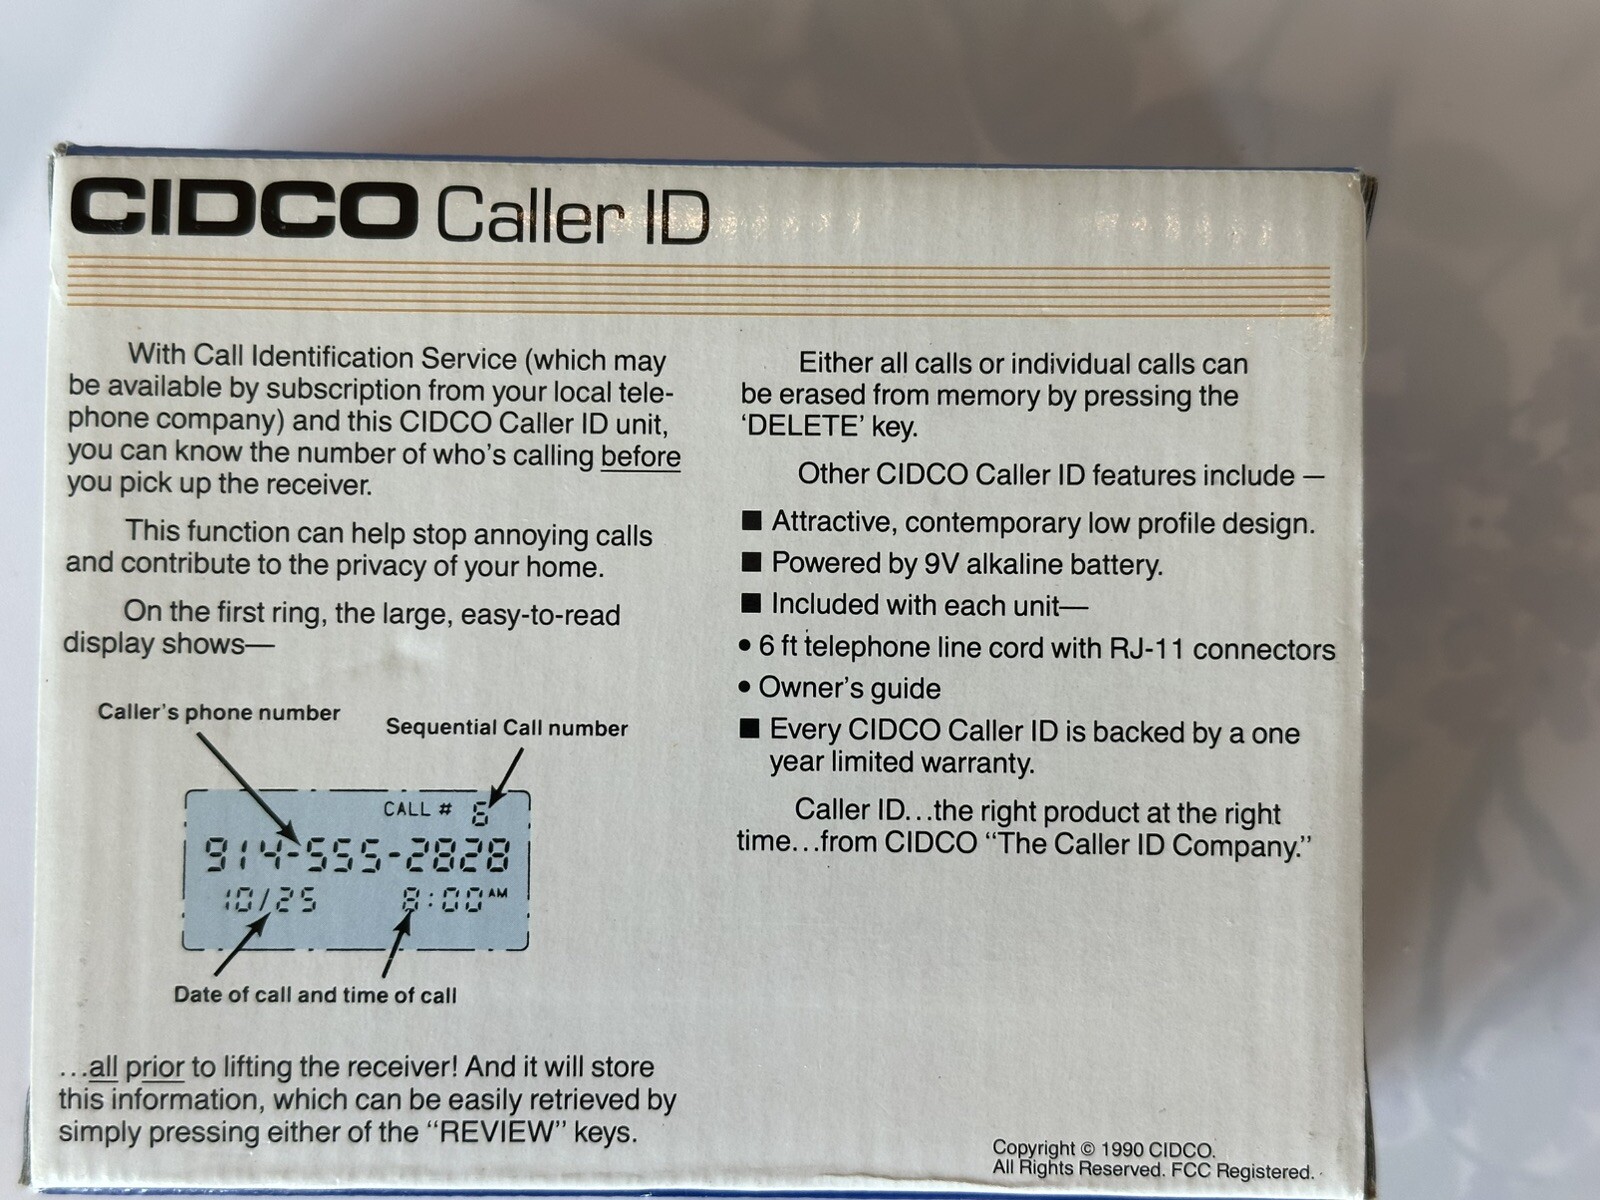 CIDCO Caller ID
With Call Identification Service (which may
be available by subscription from your local tele-
phone company) and this CIDCO Caller ID unit,
you can know the number of who's calling before
you pick up the receiver.
This function can help stop annoying calls
and contribute to the privacy of your home.
On the first ring, the large, easy-to-read
display shows—
Caller's phone number
Sequential Call number
CALL # 6
914-555-2828
10/25 8:00 AM
Date of call and time of call
...all prior to lifting the receiver! And it will store
this information, which can be easily retrieved by
simply pressing either of the “REVIEW” keys.
Either all calls or individual calls can
be erased from memory by pressing the
‘DELETE’ key.
Other CIDCO Caller ID features include —
■ Attractive, contemporary low profile design.
■ Powered by 9V alkaline battery.
■ Included with each unit—
• 6 ft telephone line cord with RJ-11 connectors
• Owner's guide
■ Every CIDCO Caller ID is backed by a one
year limited warranty.
Caller ID...the right product at the right
time...from CIDCO “The Caller ID Company.”
Copyright © 1990 CIDCO.
All Rights Reserved. FCC Registered.